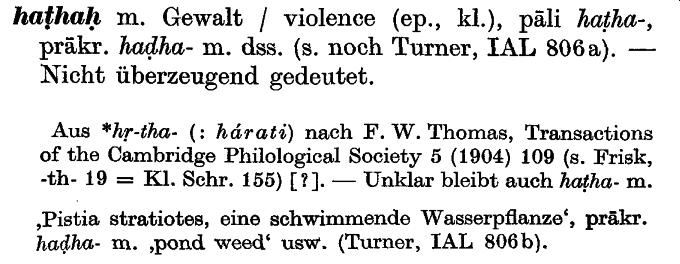 haṭhaḥ m. Gewalt / violence (ep., kl.), pāli haṭha-,
prākr. haḍha- m. dss. (s. noch Turner, IAL 806a). —
Nicht überzeugend gedeutet.
Aus *hṛ-tha- (: hárati) nach F. W. Thomas, Transactions
of the Cambridge Philological Society 5 (1904) 109 (s. Frisk,
-th- 19 = Kl. Schr. 155) [?]. — Unklar bleibt auch haṭha- m.
‚Pistia stratiotes, eine schwimmende Wasserpflanze‘, prākr.
haḍha- m. ‚pond weed‘ usw. (Turner, IAL 806b).